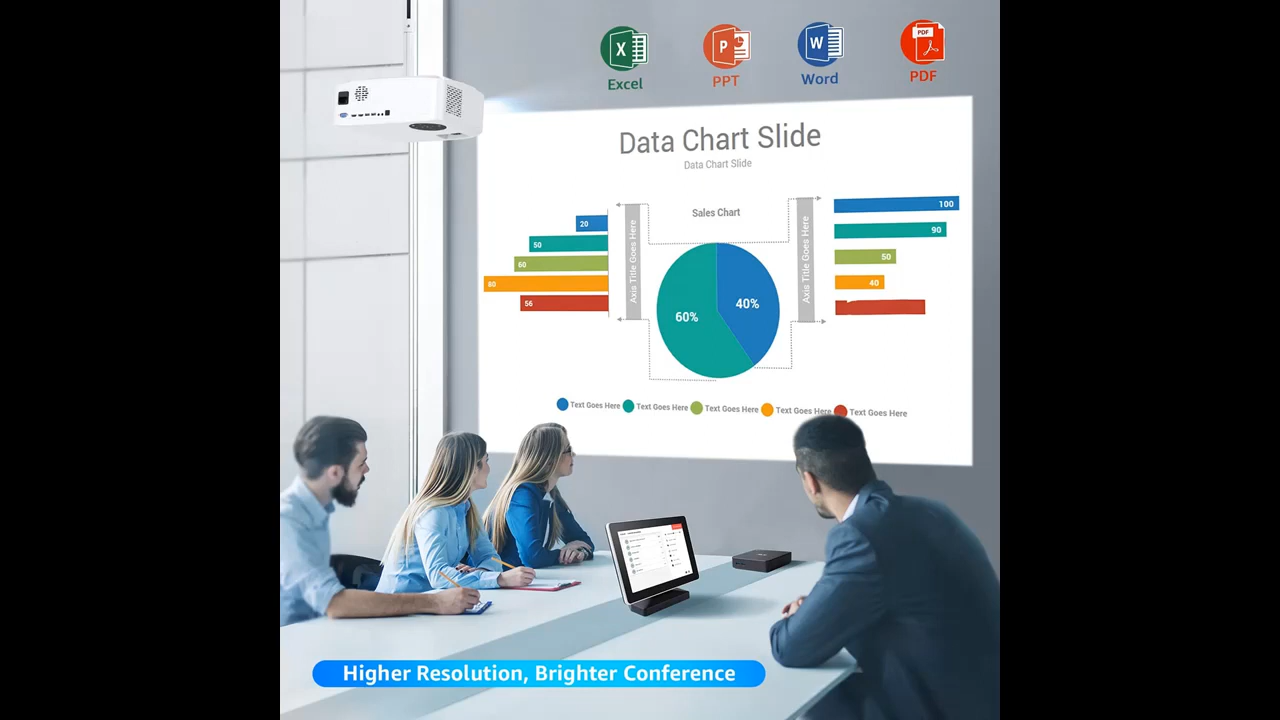 Excel
PPT
Word
PDF
X
P
W
PDF
Data Chart Slide
Data Chart Slide
Sales Chart
20
50
60
80
56
Axis Title Goes Here
60%
40%
Axis Title Goes Here
100
90
50
40
Text Goes Here
Text Goes Here
Text Goes Here
Text Goes Here
Text Goes Here
Higher Resolution, Brighter Conference